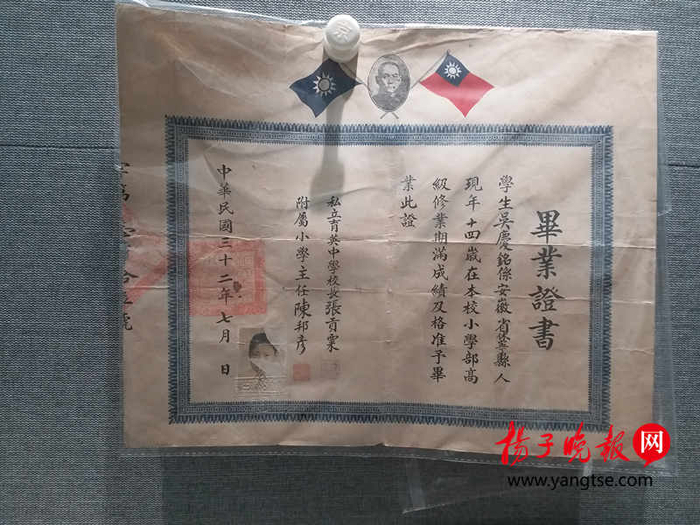 畢業證書
學生吳慶銘係安徽省盩縣人
現年十四歲在本校小學部高
級修業期滿成績及格准予畢
業此證
私立育英中學校長張貢粟
附屬小學主任陳邦彥
中華民國三十二年七月 日
揚子晚報网
www.yangtse.com